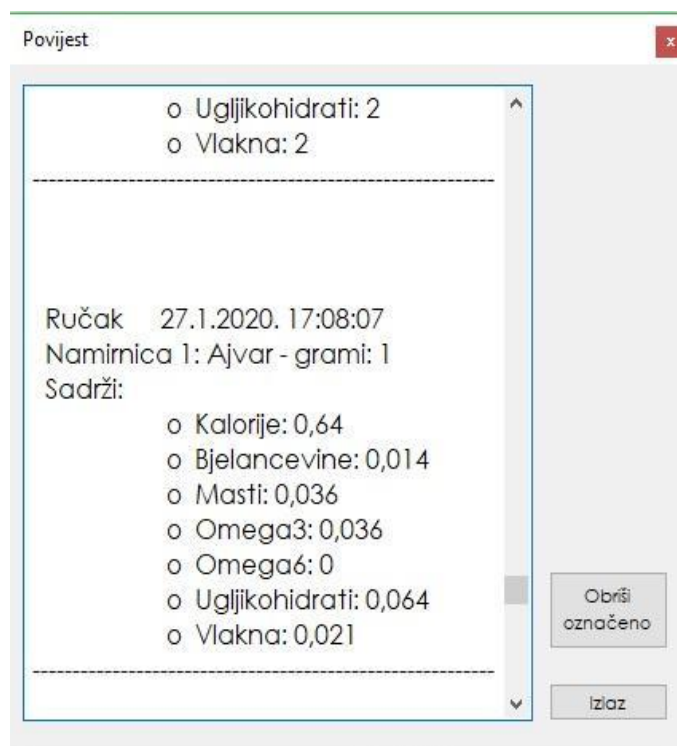 Povijest
x
o Ugljikohidrati: 2
o Vlakna: 2
Ručak 27.1.2020. 17:08:07
Namirnica 1: Ajvar - grami: 1
Sadrži:
o Kalorije: 0,64
o Bjelancevine: 0,014
o Masti: 0,036
o Omega3: 0,036
o Omega6: 0
o Ugljikohidrati: 0,064
o Vlakna: 0,021
Obriši
označeno
Izlaz